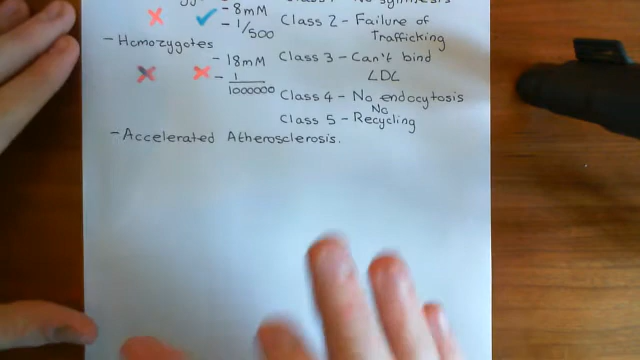 - 8mM
- 1/500
Class 2 - Failure of
Trafficking
- Homozygotes
- 18mM
- 1
1000000
Class 3 - Can't bind
LDL
Class 4 - No endocytosis
No
Class 5 - Recycling
- Accelerated Atherosclerosis.